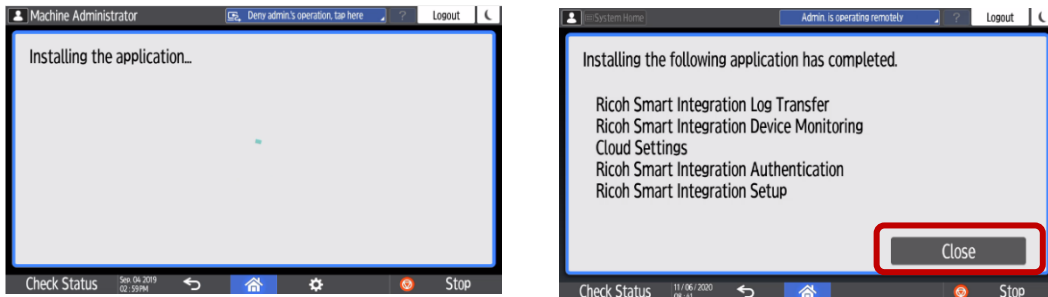 Machine Administrator
Deny admin.'s operation, tap here
?
Logout
Installing the application...
Check Status
Sep. 04 2019
02 : 59 PM
Stop
System Home
Admin. is operating remotely
?
Logout
Installing the following application has completed.
Ricoh Smart Integration Log Transfer
Ricoh Smart Integration Device Monitoring
Cloud Settings
Ricoh Smart Integration Authentication
Ricoh Smart Integration Setup
Close
Check Status
11 / 06 / 2020
Stop